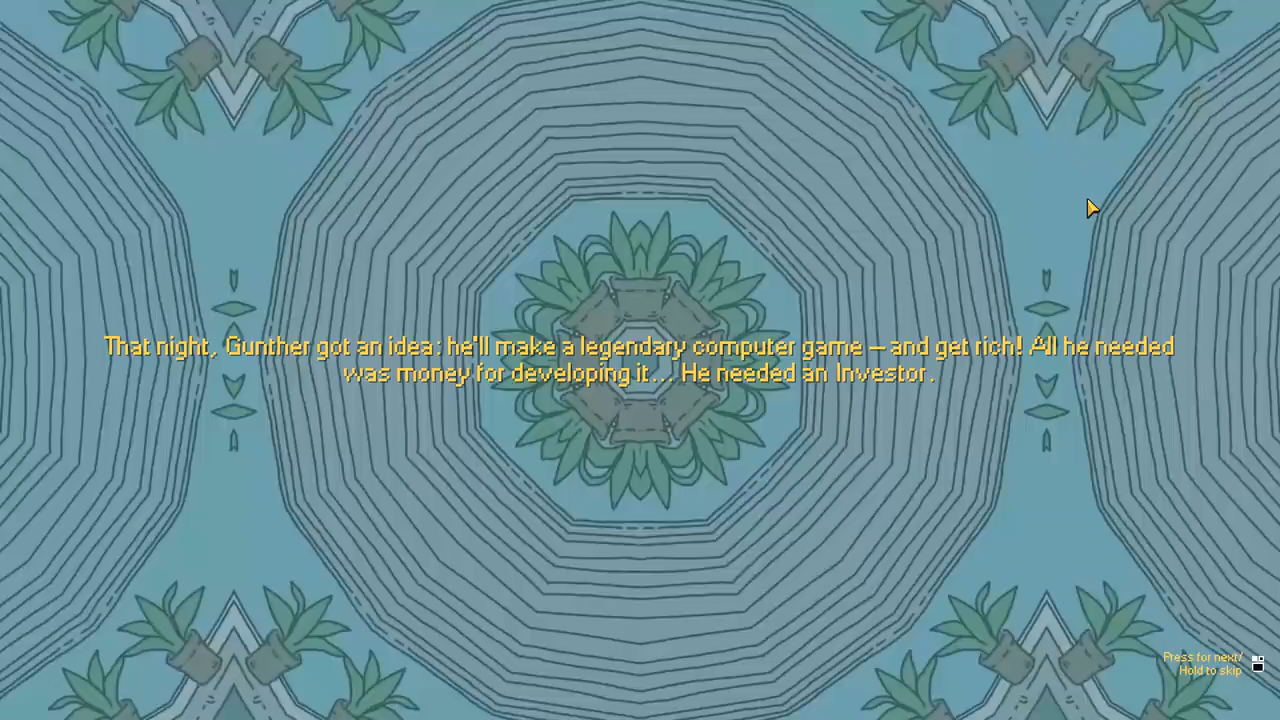 That night, Gunther got an idea: he'll make a legendary computer game – and get rich! All he needed
was money for developing it... He needed an Investor.
Press for next/
Hold to skip